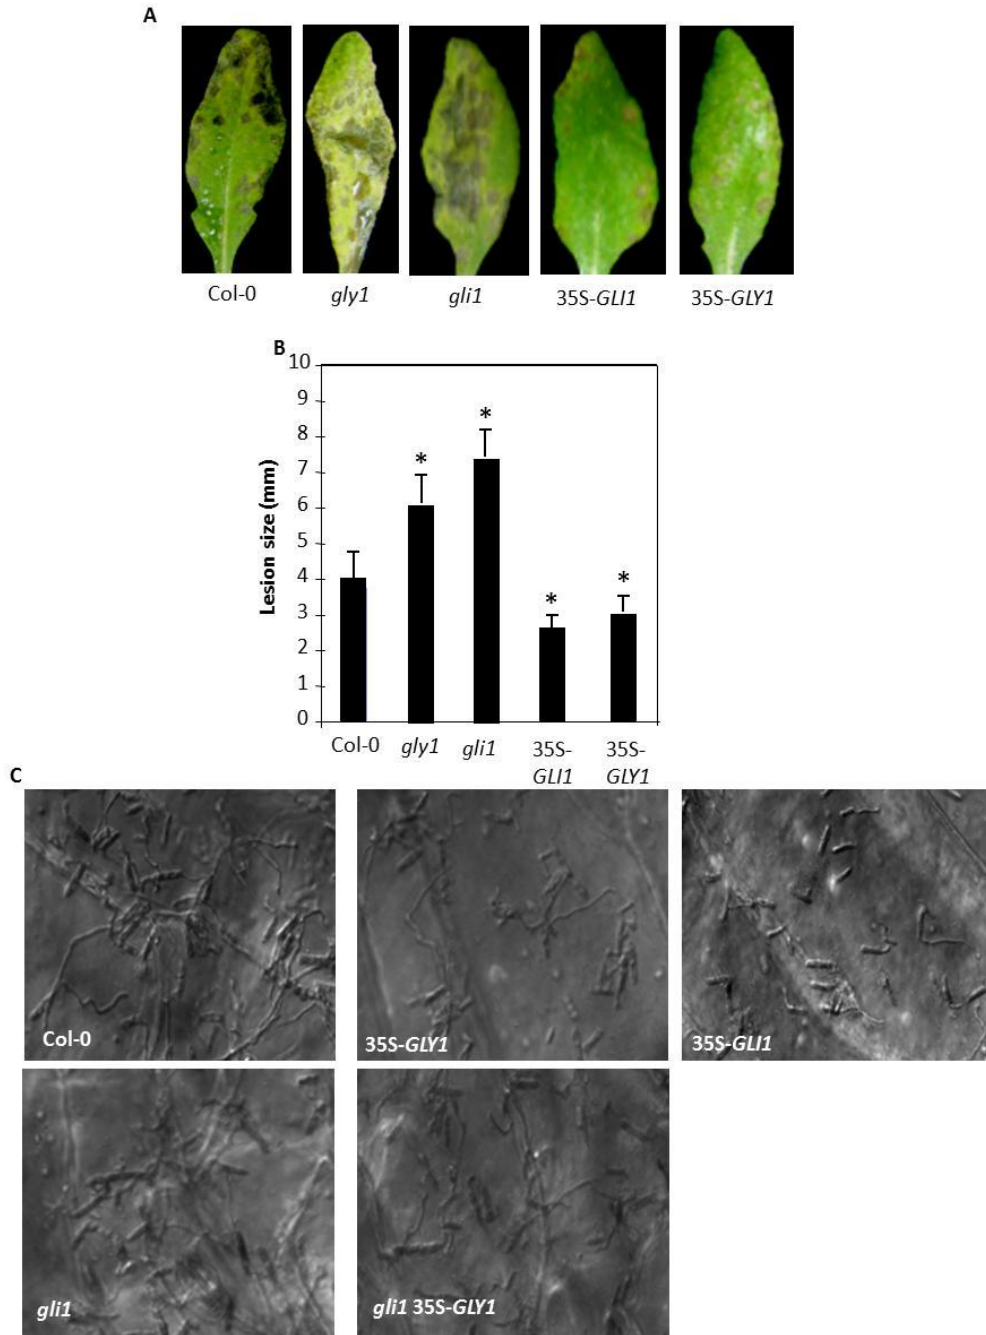 A
Col-0 gly1 gli1 35S-GLI1 35S-GLY1
B
10
9
8
7
6
5
4
3
2
1
0
Lesion size (mm)
* * * *
Col-0 gly1 gli1 35S- 35S-
GLI1 GLY1
C
Col-0 35S-GLY1 35S-GLI1
gli1 gli1 35S-GLY1